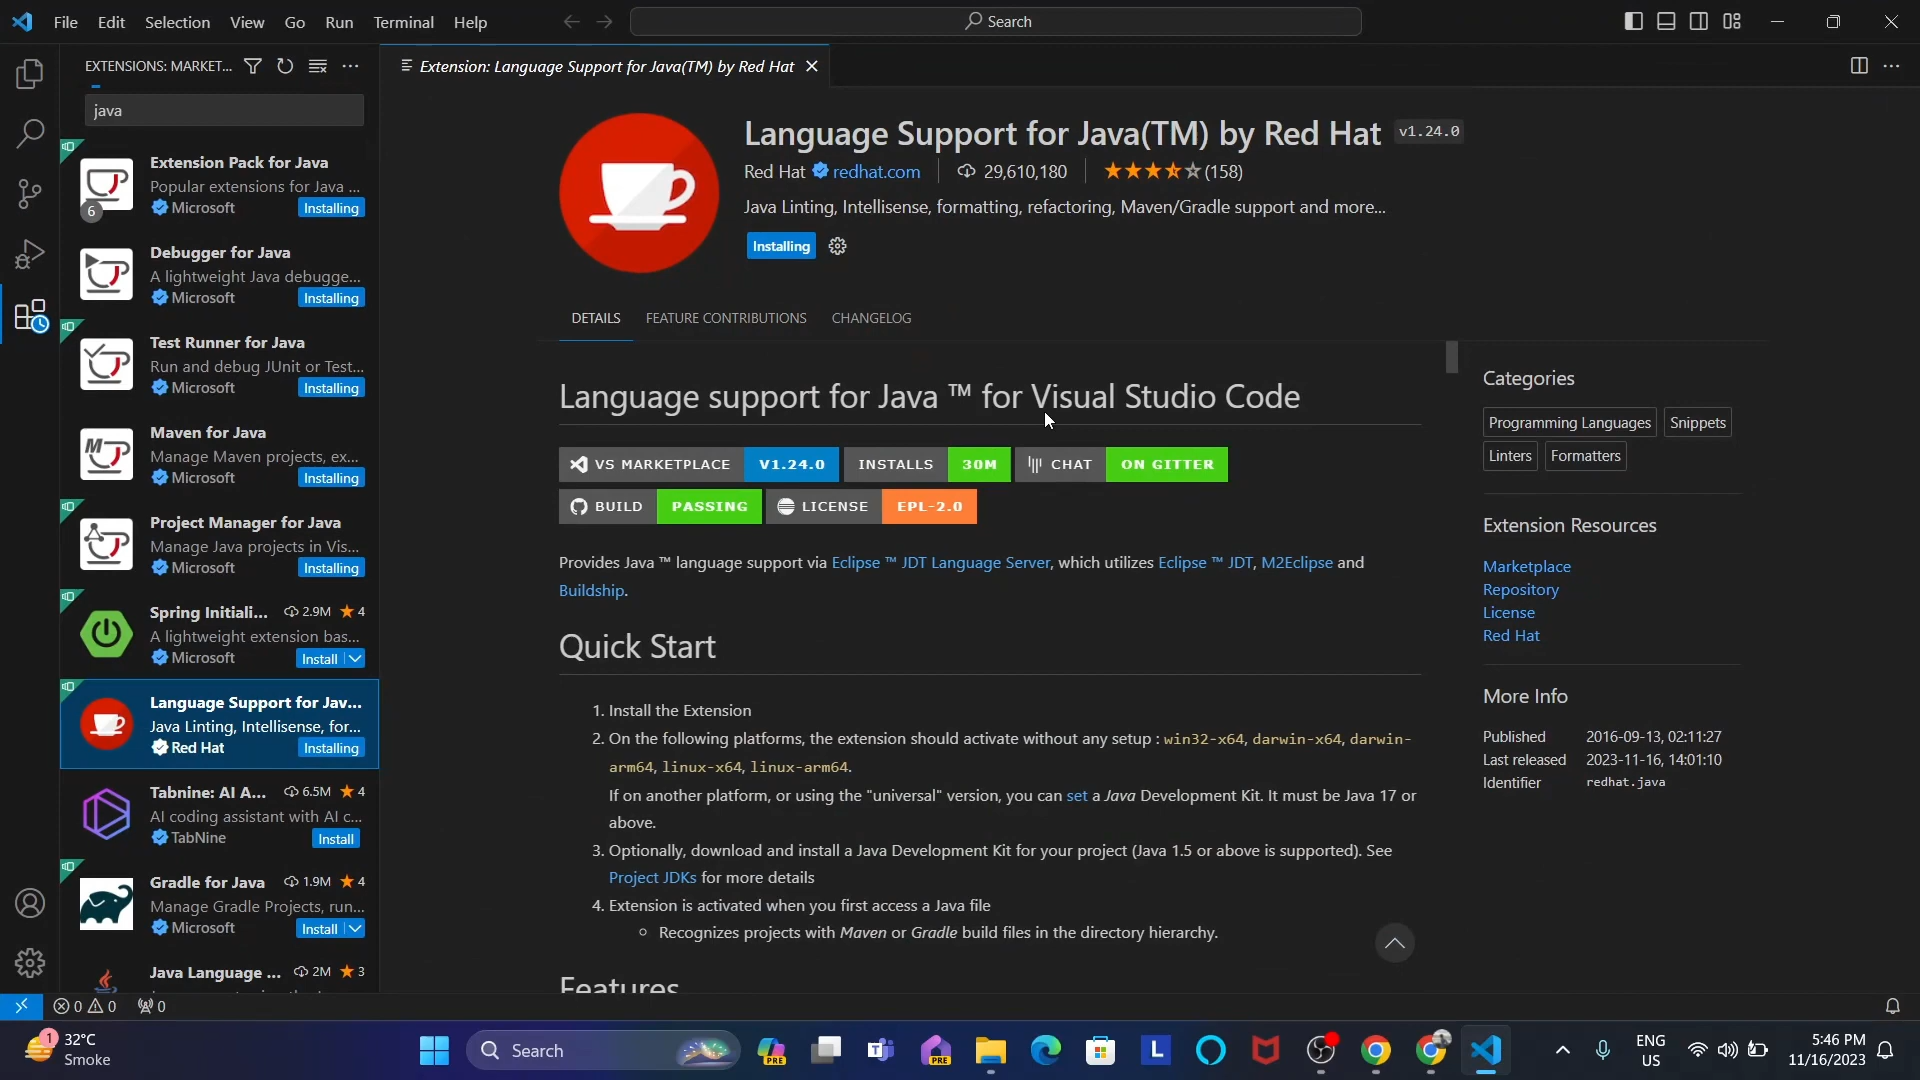 File Edit Selection View Go Run Terminal Help
Search
EXTENSIONS: MARKET...
Extension: Language Support for Java(TM) by Red Hat
java
Extension Pack for Java
Popular extensions for Java ...
Microsoft
Installing
6
Debugger for Java
A lightweight Java debugge...
Microsoft
Installing
Test Runner for Java
Run and debug JUnit or Test...
Microsoft
Installing
Maven for Java
Manage Maven projects, ex...
Microsoft
Installing
Project Manager for Java
Manage Java projects in Vis...
Microsoft
Installing
Spring Initiali... 2.9M 4
A lightweight extension bas...
Microsoft
Install
Language Support for Jav...
Java Linting, Intellisense, for...
Red Hat
Installing
Tabnine: AI A... 6.5M 4
AI coding assistant with AI c...
TabNine
Install
Gradle for Java 1.9M 4
Manage Gradle Projects, run...
Microsoft
Install
Java Language ... 2M 3
Language Support for Java(TM) by Red Hat v1.24.0
Red Hat redhat.com 29,610,180 (158)
Java Linting, Intellisense, formatting, refactoring, Maven/Gradle support and more...
Installing
DETAILS FEATURE CONTRIBUTIONS CHANGELOG
Language support for Java ™ for Visual Studio Code
VS MARKETPLACE V1.24.0 INSTALLS 30M CHAT ON GITTER
BUILD PASSING LICENSE EPL-2.0
Provides Java ™ language support via Eclipse ™ JDT Language Server, which utilizes Eclipse ™ JDT, M2Eclipse and
Buildship.
Quick Start
1. Install the Extension
2. On the following platforms, the extension should activate without any setup : win32-x64, darwin-x64, darwin-
arm64, linux-x64, linux-arm64.
If on another platform, or using the "universal" version, you can set a Java Development Kit. It must be Java 17 or
above.
3. Optionally, download and install a Java Development Kit for your project (Java 1.5 or above is supported). See
Project JDKs for more details
4. Extension is activated when you first access a Java file
Recognizes projects with Maven or Gradle build files in the directory hierarchy.
Features
Categories
Programming Languages Snippets
Linters Formatters
Extension Resources
Marketplace
Repository
License
Red Hat
More Info
Published 2016-09-13, 02:11:27
Last released 2023-11-16, 14:01:10
Identifier redhat.java
0 0 0
1
32°C
Smoke
Search
PRE
PRE
L
ENG
US
5:46 PM
11/16/2023